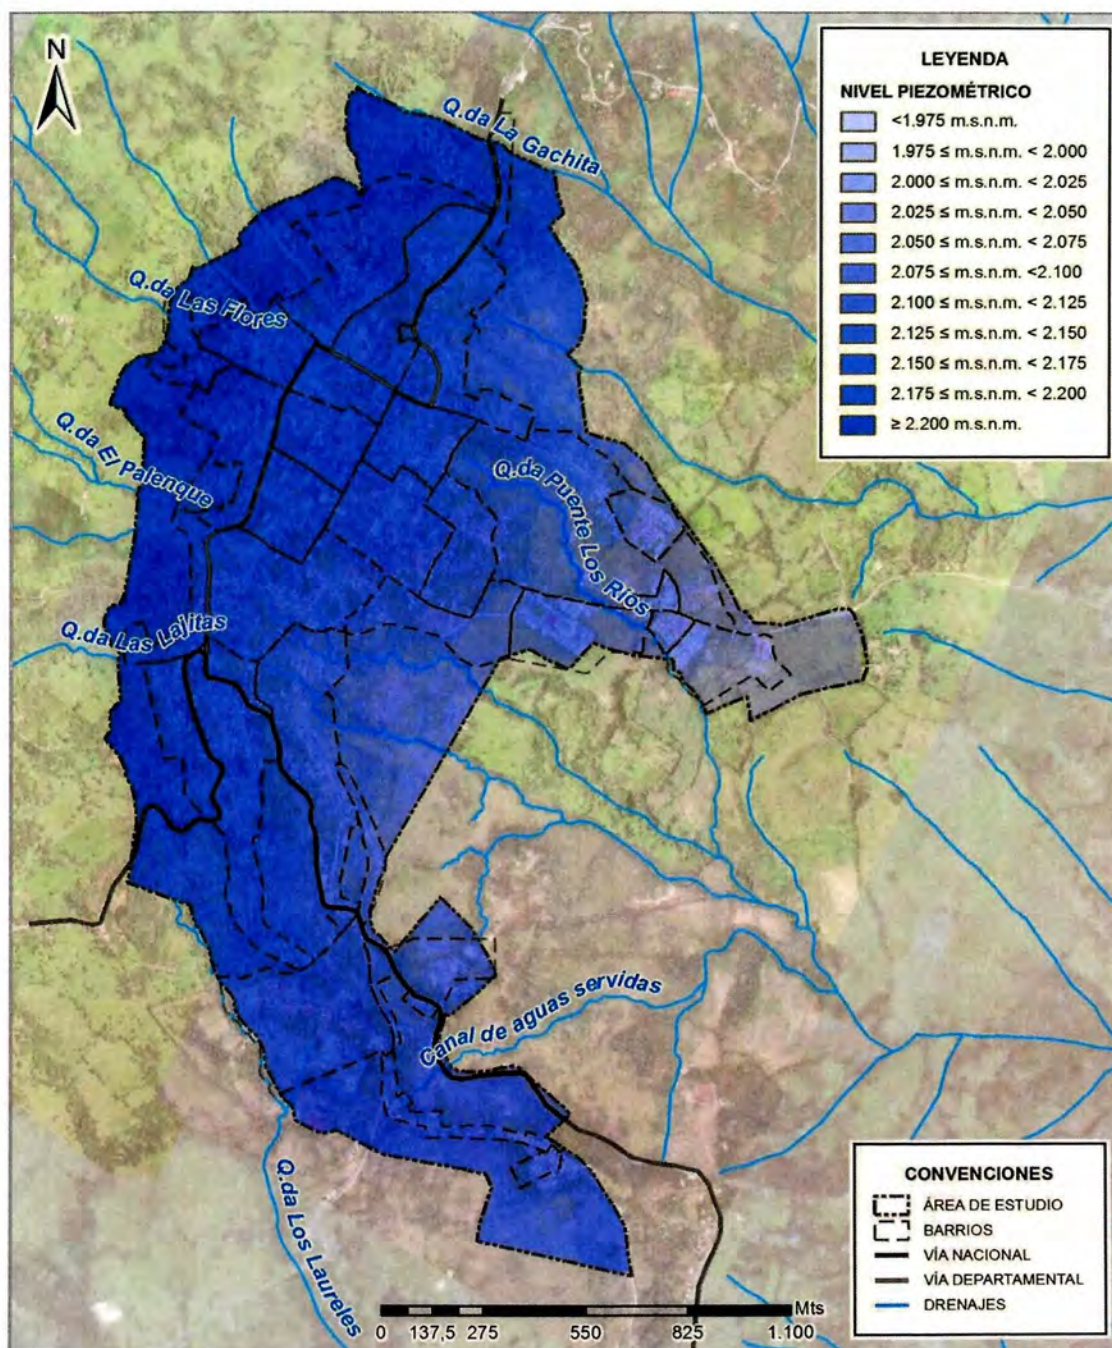 N
Q.da La Gachita
Q.da Las Flores
Q.da El Palenque
Q.da Puente Los Ríos
Q.da Las Lajitas
Canal de aguas servidas
Q.da Los Laureles
LEYENDA
NIVEL PIEZOMÉTRICO
<1.975 m.s.n.m.
1.975 ≤ m.s.n.m. < 2.000
2.000 ≤ m.s.n.m. < 2.025
2.025 ≤ m.s.n.m. < 2.050
2.050 ≤ m.s.n.m. < 2.075
2.075 ≤ m.s.n.m. <2.100
2.100 ≤ m.s.n.m. < 2.125
2.125 ≤ m.s.n.m. < 2.150
2.150 ≤ m.s.n.m. < 2.175
2.175 ≤ m.s.n.m. < 2.200
≥ 2.200 m.s.n.m.
CONVENCIONES
ÁREA DE ESTUDIO
BARRIOS
VÍA NACIONAL
VÍA DEPARTAMENTAL
DRENAJES
Mts
0 137,5 275 550 825 1.100